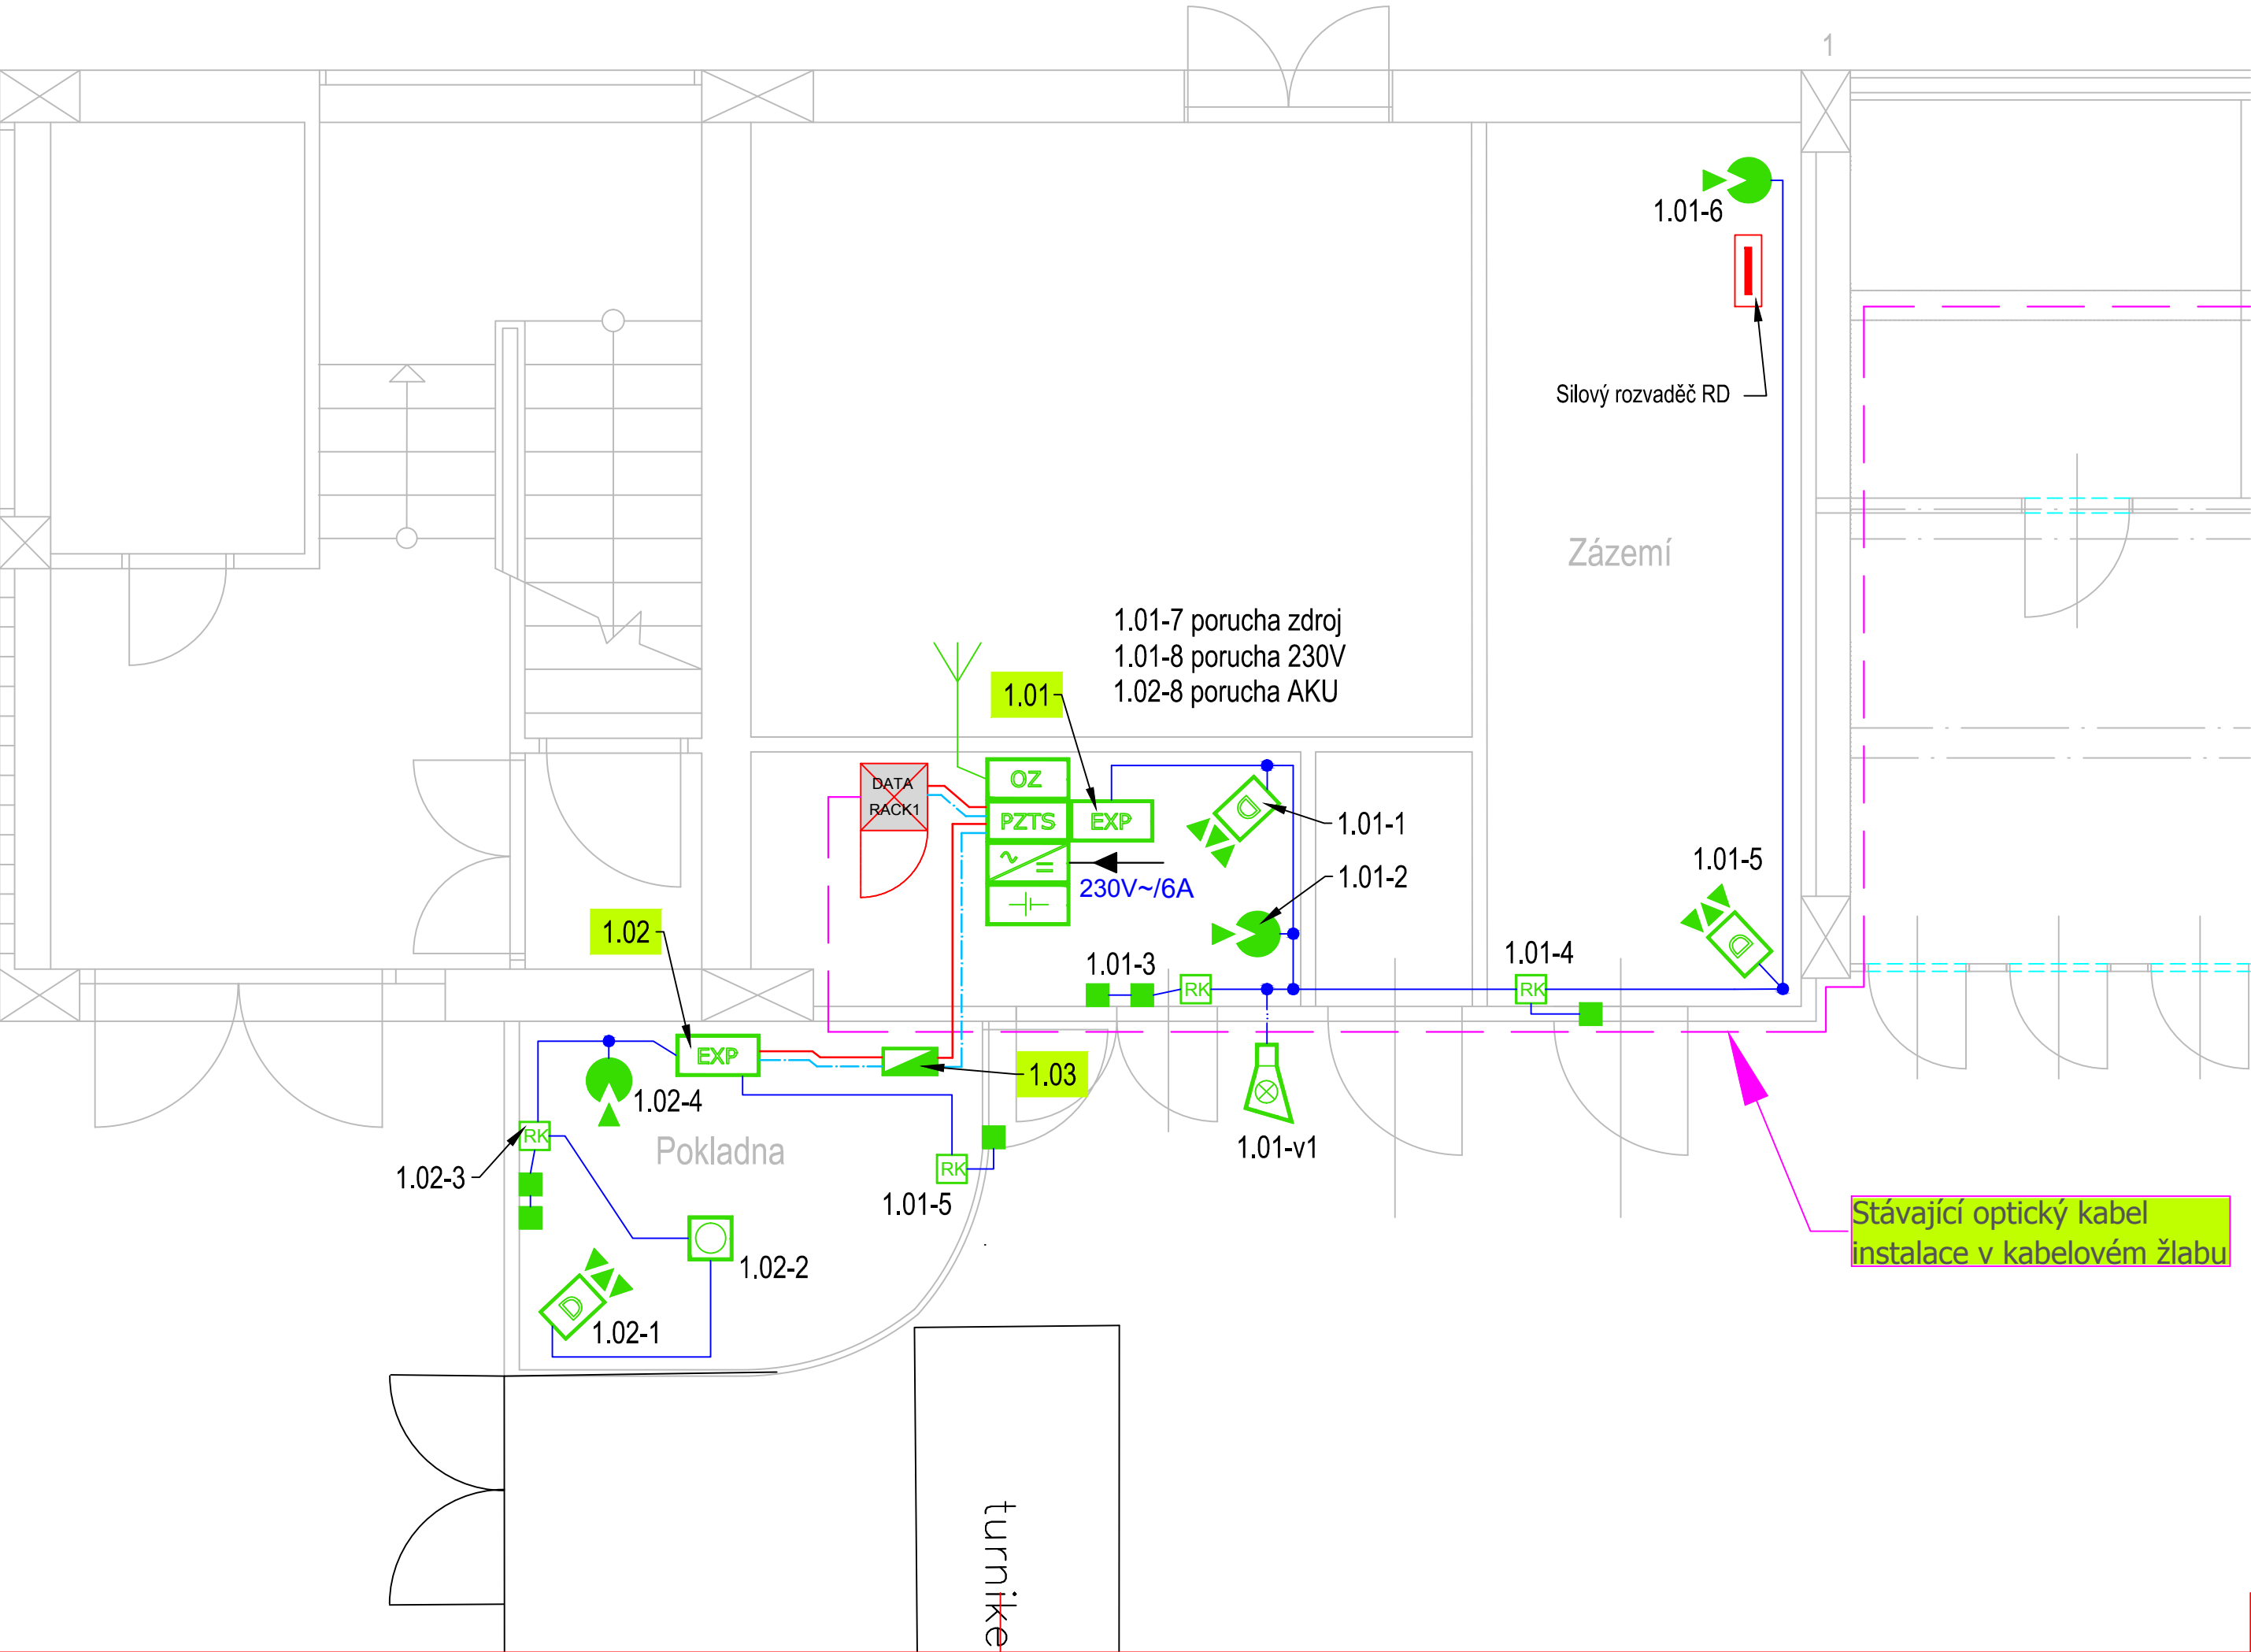 1
1.01-6
Silový rozvaděč RD
Zázemí
1.01-7 porucha zdroj
1.01-8 porucha 230V
1.02-8 porucha AKU
1.01
OZ
DATA
RACK1
PZTS
EXP
1.01-1
230V~/6A
1.01-2
1.01-5
1.02
1.01-3
RK
1.01-4
RK
EXP
1.03
1.02-4
RK
Pokladna
1.01-v1
1.02-3
RK
1.01-5
Stávající optický kabel
instalace v kabelovém žlabu
1.02-2
D
D
D
1.02-1
turnike